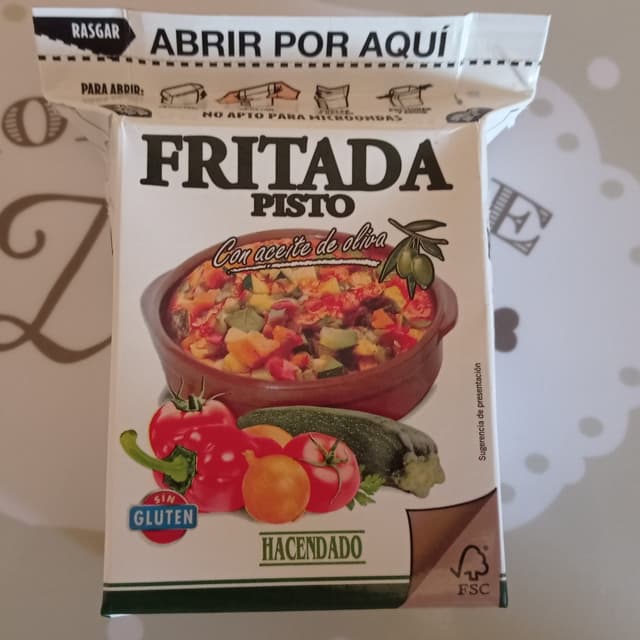 RASGAR
ABRIR POR AQUÍ
PARA ABRIR:
NO APTO PARA MICROONDAS
FRITADA
PISTO
Con aceite de oliva
Sugerencia de presentación
SIN
GLUTEN
HACENDADO
FSC